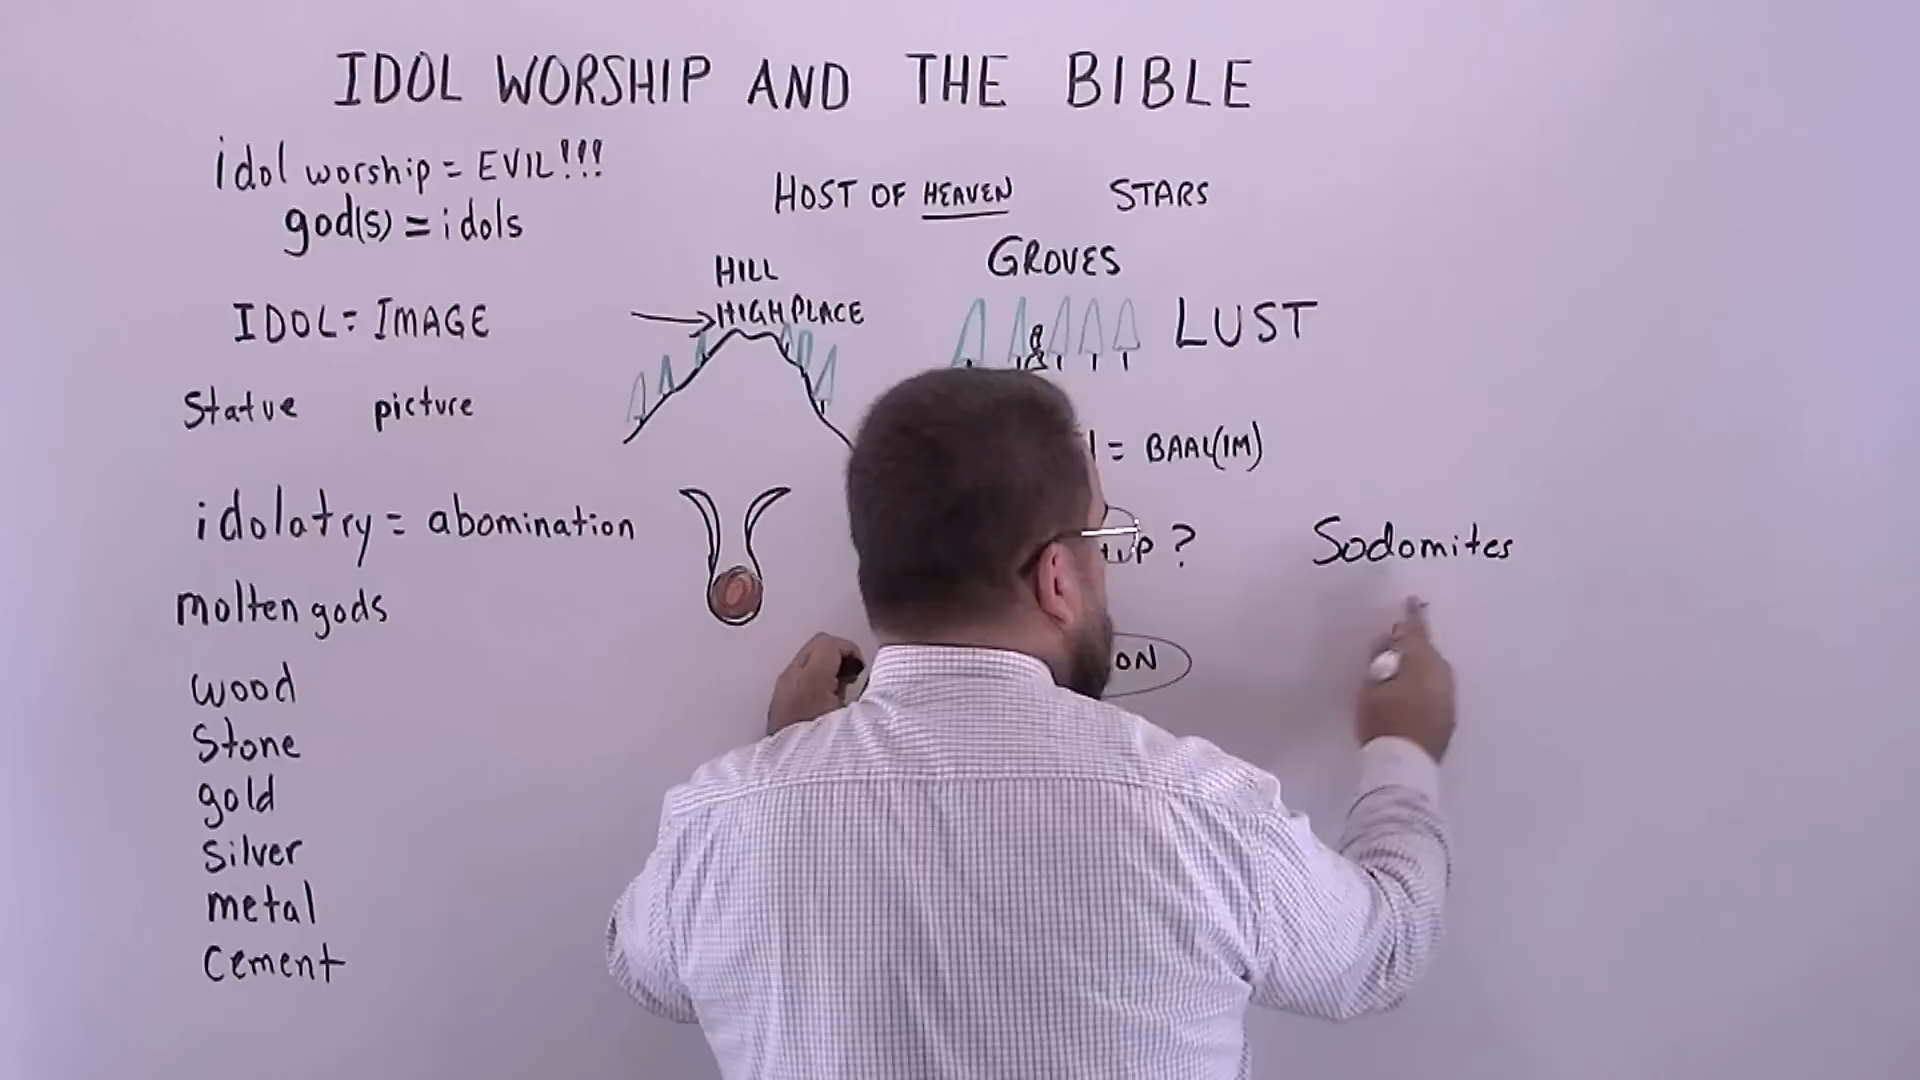 IDOL WORSHIP AND THE BIBLE
idol worship = EVIL!!!
god(s) = idols
IDOL = IMAGE
Statue picture
idolatry = abomination
molten gods
wood
Stone
gold
Silver
metal
Cement
HOST OF HEAVEN STARS
HILL
HIGH PLACE
GROVES
LUST
= BAAL(IM)
?
ON
Sodomites